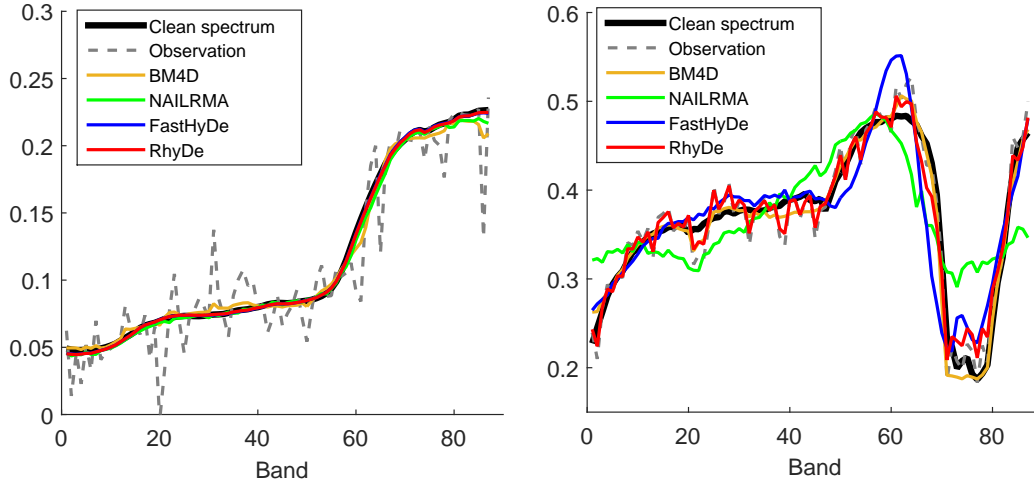 Clean spectrum
Observation
BM4D
NAILRMA
FastHyDe
RhyDe
0.3
0.25
0.2
0.15
0.1
0.05
0
0 20 40 60 80
Band
Clean spectrum
Observation
BM4D
NAILRMA
FastHyDe
RhyDe
0.6
0.5
0.4
0.3
0.2
0 20 40 60 80
Band